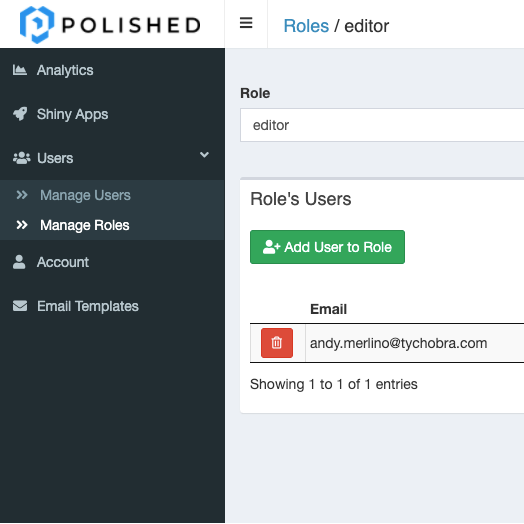 POLISHED
Roles / editor
Analytics
Shiny Apps
Users
Manage Users
Manage Roles
Account
Email Templates
Role
editor
Role's Users
Add User to Role
Email
andy.merlino@tychobra.com
Showing 1 to 1 of 1 entries